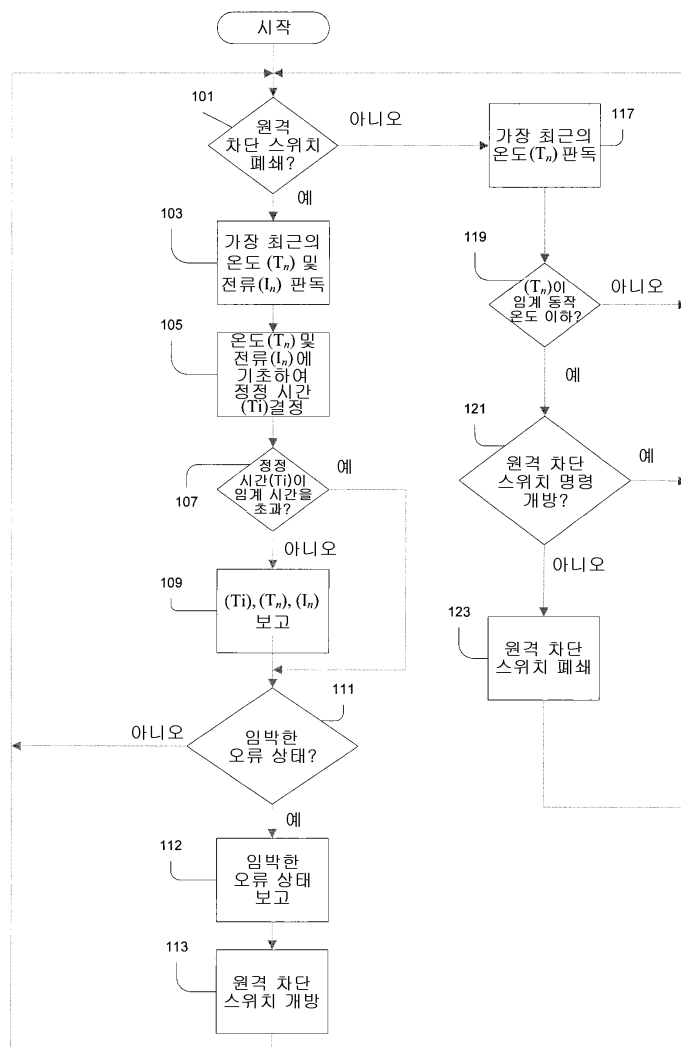 시작
101
원격
차단 스위치
폐쇄?
아니오
예
103
가장 최근의
온도(Tn) 및
전류(In) 판독
105
온도(Tn) 및
전류(In)에
기초하여
정정 시간
(Ti)결정
107
정정
시간(Ti)이
임계 시간을
초과?
예
아니오
109
(Ti), (Tn), (In)
보고
111
임박한
오류 상태?
아니오
예
112
임박한
오류 상태
보고
113
원격 차단
스위치 개방
117
가장 최근의
온도(Tn) 판독
119
(Tn)이
임계 동작
온도 이하?
아니오
예
121
원격 차단
스위치 명령
개방?
예
아니오
123
원격 차단
스위치 폐쇄